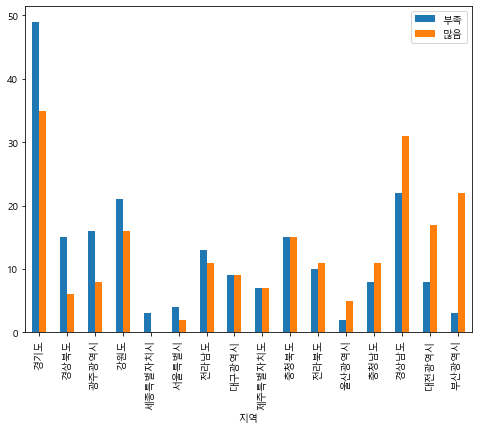 부족
많음
50
40
30
20
10
0
경기도
경상북도
광주광역시
강원도
세종특별자치시
서울특별시
전라남도
대구광역시
제주특별자치도
충청북도
전라북도
울산광역시
충청남도
경상남도
대전광역시
부산광역시
지역